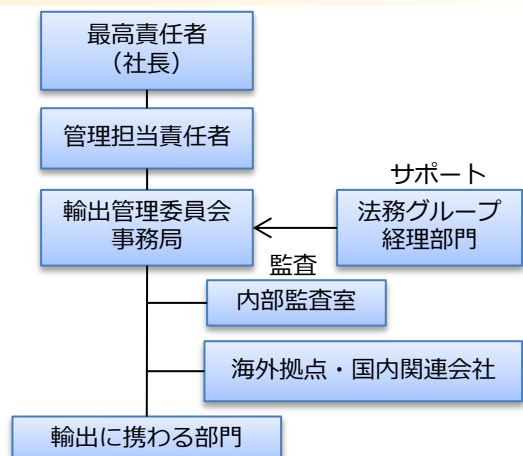 最高責任者
（社長）
管理担当責任者
サポート
輸出管理委員会
事務局
法務グループ
経理部門
監査
内部監査室
海外拠点・国内関連会社
輸出に携わる部門